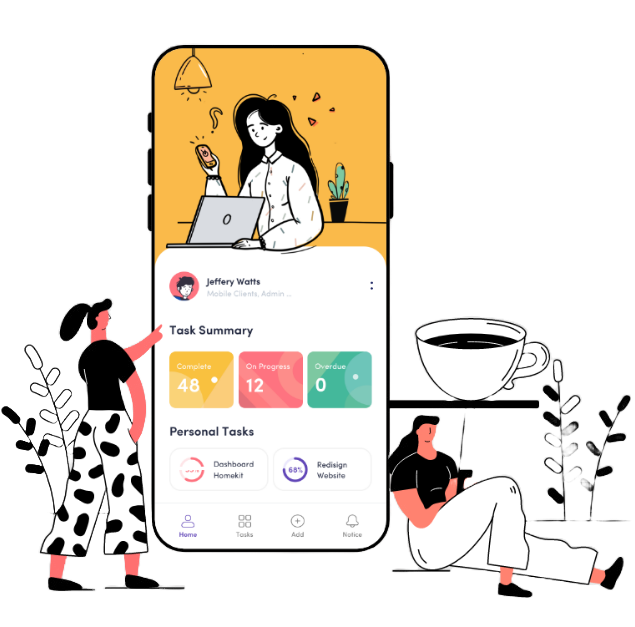 Jeffery Watts
Mobile Clients, Admin ...
Task Summary
Complete
48
On Progress
12
Overdue
0
Personal Tasks
Dashboard
Homekit
68%
Redisign
Website
Home
Tasks
Add
Notice